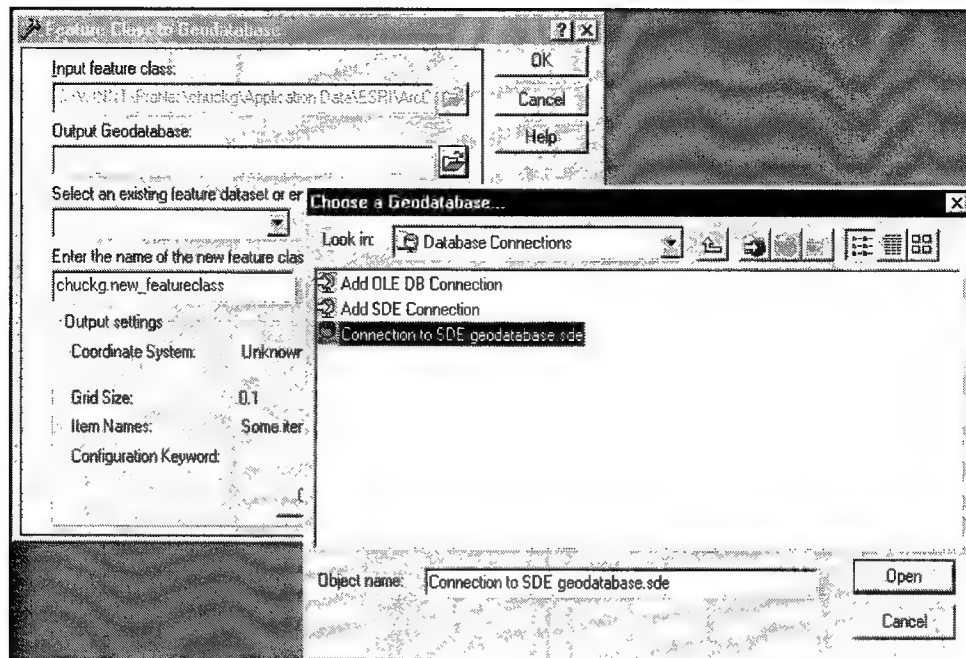 Feature Class to Geodatabase
Input feature class:
OK
Cancel
Output Geodatabase:
Help
Select an existing feature dataset or er
Choose a Geodatabase...
Look in:
Database Connections
Enter the name of the new feature clas
chuckg.new_featureclass
Add OLE DB Connection
Add SDE Connection
Connection to SDE geodatabase.sde
Output settings
Coordinate System:
Unknowr
Grid Size:
0.1
Item Names:
Some iter
Configuration Keyword:
Object name:
Connection to SDE geodatabase.sde
Open
Cancel